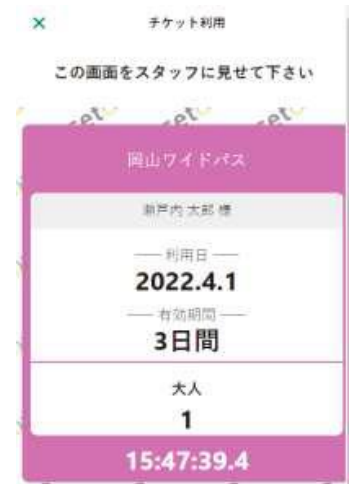 × チケット利用
この画面をスタッフに見せて下さい
岡山ワイドパス
瀬戸内 太郎 様
利用日
2022.4.1
有効期間
3日間
大人
1
15:47:39.4